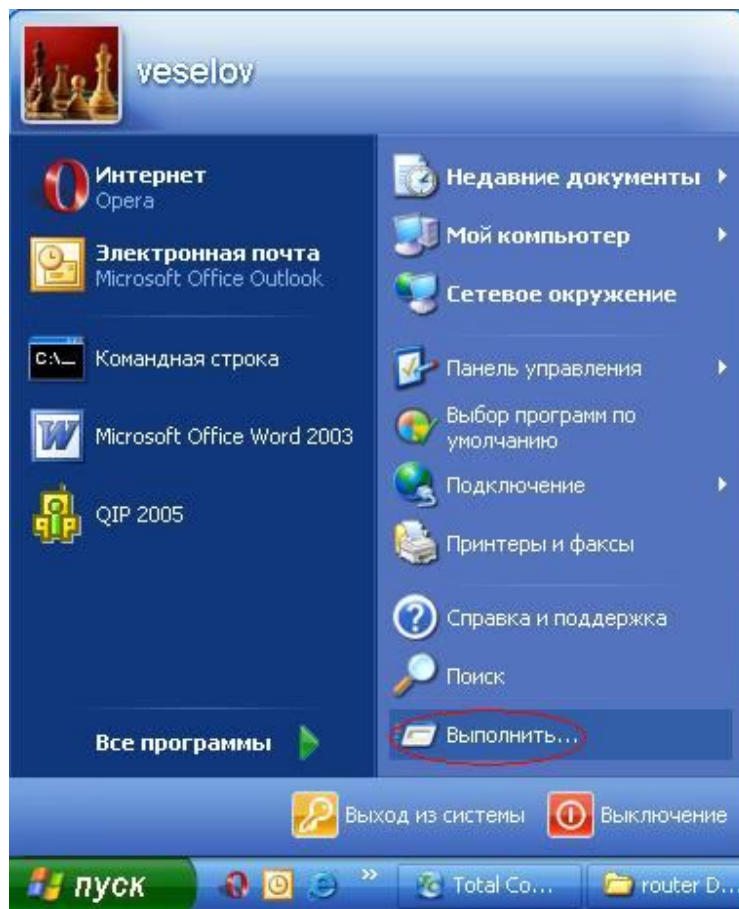 veselov
Интернет
Opera
Электронная почта
Microsoft Office Outlook
Командная строка
Microsoft Office Word 2003
QIP 2005
Все программы
Недавние документы
Мой компьютер
Сетевое окружение
Панель управления
Выбор программ по
умолчанию
Подключение
Принтеры и факсы
Справка и поддержка
Поиск
Выполнить...
Выход из системы
Выключение
пуск
»
Total Co...
router D...